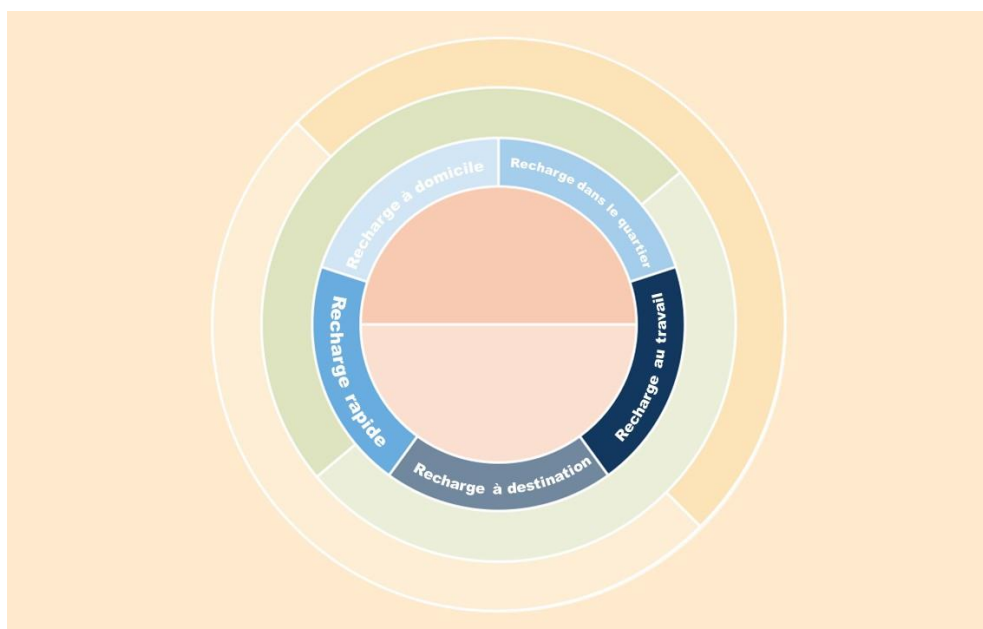 Recharge à domicile
Recharge dans le quartier
Recharge au travail
Recharge à destination
Recharge rapide